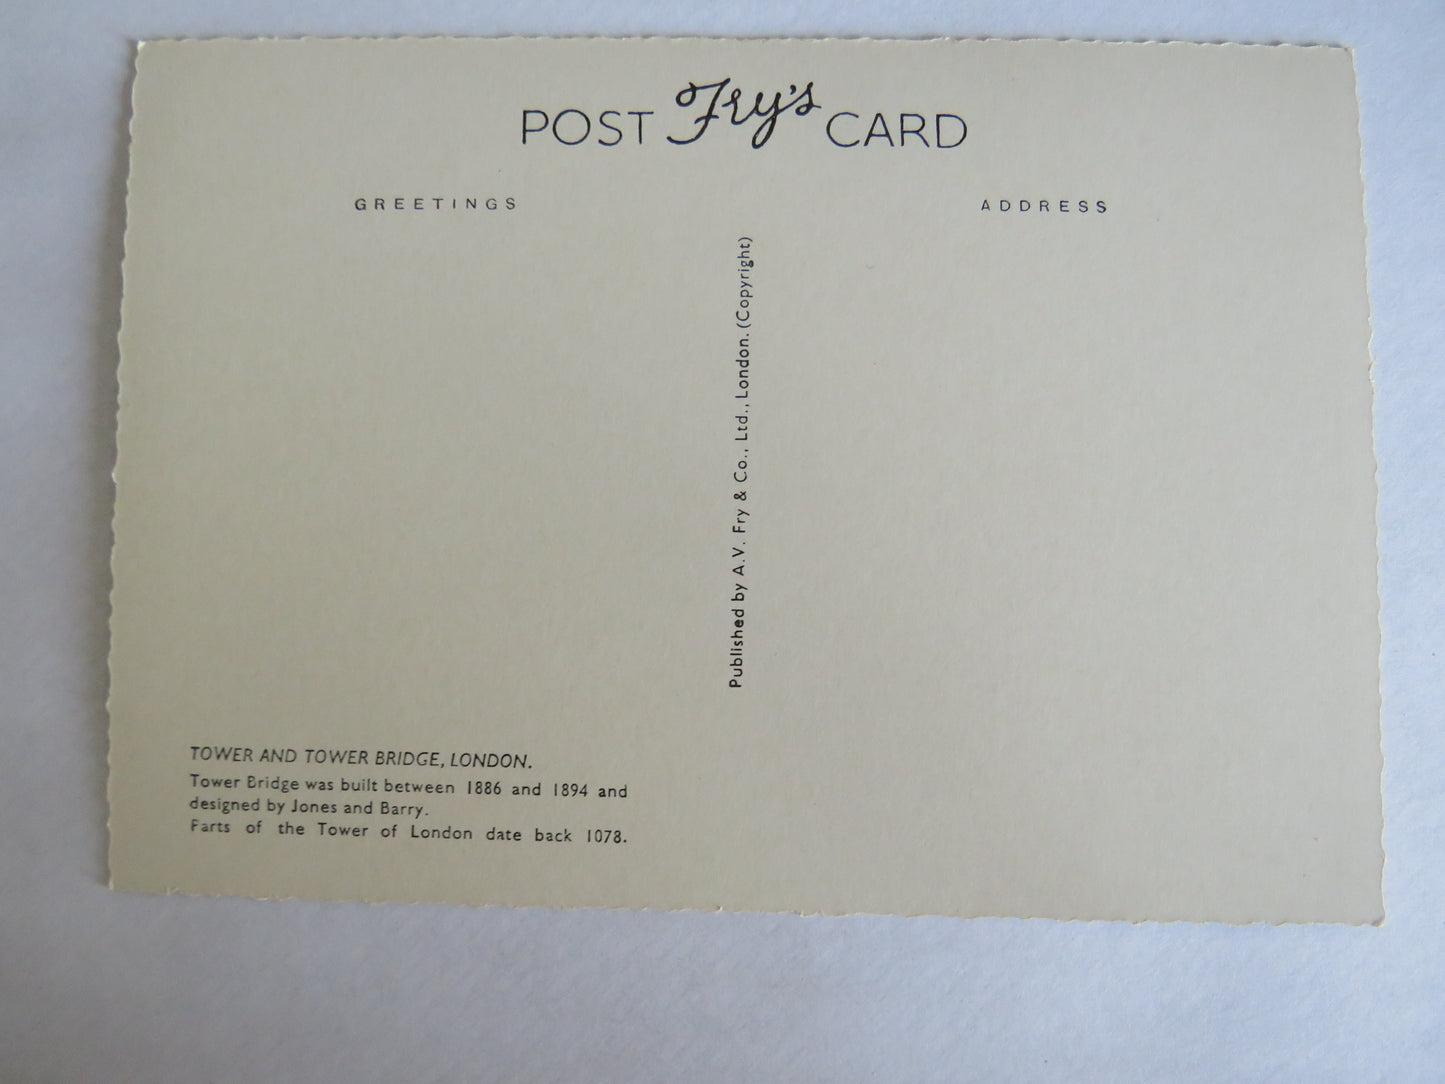 POST Fry's CARD
GREETINGS
ADDRESS
Published by A.V. Fry & Co., Ltd., London. (Copyright)
TOWER AND TOWER BRIDGE, LONDON.
Tower Bridge was built between 1886 and 1894 and
designed by Jones and Barry.
Parts of the Tower of London date back 1078.